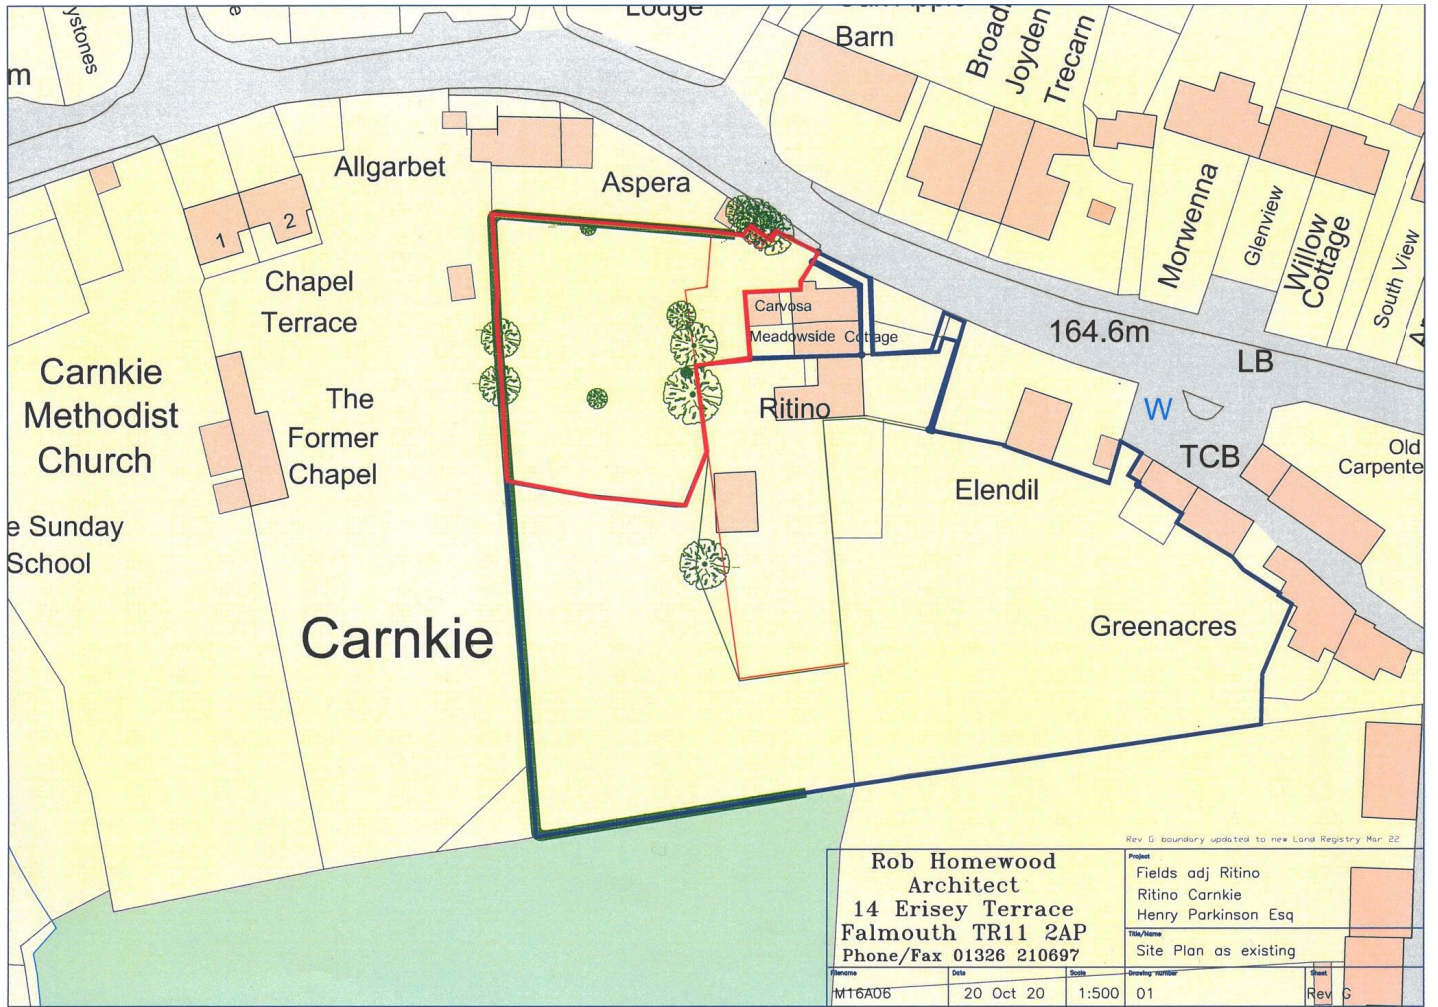 ystones
e
m
Lodge
Barn
Broad
Joyden
Trecarn
Allgarbet
Aspera
1
2
Chapel
Terrace
Morwenna
Glenview
Willow
Cottage
South View
Carvosa
Meadowside Cottage
164.6m
LB
Carnkie
Methodist
Church
The
Former
Chapel
Ritino
W
TCB
Old
Carpente
Elendil
e Sunday
School
Carnkie
Greenacres
Rev G: boundary updated to new Land Registry Mar 22
Rob Homewood
Architect
14 Erisey Terrace
Falmouth TR11 2AP
Phone/Fax 01326 210697
Project
Fields adj Ritino
Ritino Carnkie
Henry Parkinson Esq
Title/Name
Site Plan as existing
Filename
M16A06
Date
20 Oct 20
Scale
1:500
Drawing number
01
Sheet
Rev G